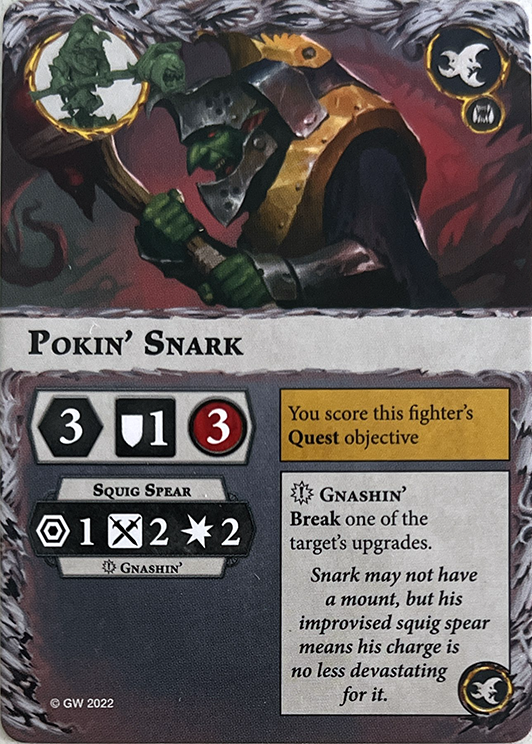 POKIN' SNARK
3 1 3
SQUIG SPEAR
1 2 2
GNASHIN'
You score this fighter's
Quest objective
GNASHIN'
Break one of the
target's upgrades.
Snark may not have
a mount, but his
improvised squig spear
means his charge is
no less devastating
for it.
© GW 2022